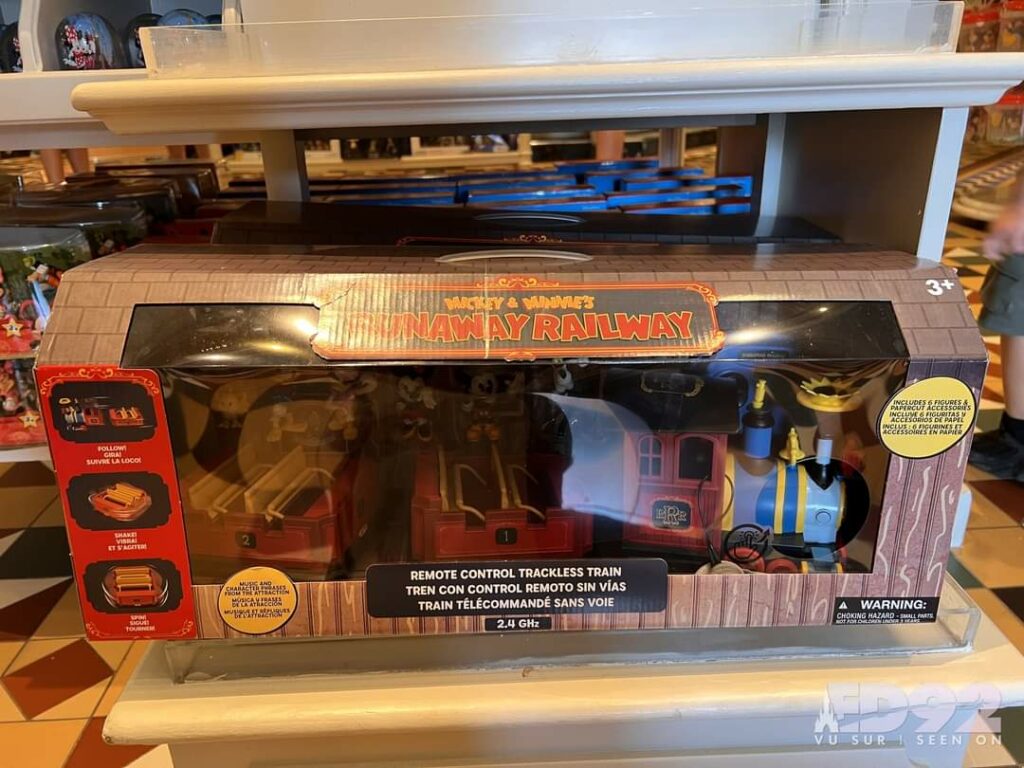 3+
MICKEY & MINNIE'S
RUNAWAY RAILWAY
INCLUDES 6 FIGURES &
PAPERCUT ACCESSORIES
INCLUYE 6 FIGURITAS Y
ACCESORIOS DE PAPEL
INCLUS : 6 FIGURINES ET
ACCESSOIRES EN PAPIER
FOLLOW!
GIRA!
SUIVRE LA LOCO!
SHAKE!
VIBRA!
ET S'AGITER!
SPIN!
SIGUE!
TOURNER!
2
1
RRR
MUSIC AND
CHARACTER PHRASES
FROM THE ATTRACTION
MÚSICA Y FRASES
DE LA ATRACCIÓN
MUSIQUE ET RÉPLIQUES
DE L'ATTRACTION
REMOTE CONTROL TRACKLESS TRAIN
TREN CON CONTROL REMOTO SIN VÍAS
TRAIN TÉLÉCOMMANDÉ SANS VOIE
2.4 GHz
WARNING:
CHOKING HAZARD - SMALL PARTS.
NOT FOR CHILDREN UNDER 3 YEARS.
ED92
VU SUR | SEEN ON